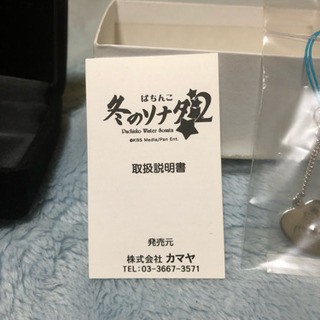 ぱちんこ
冬のソナタ2
Pachinko Winter Sonata
©KBS Media/Pan Ent.
取扱説明書
発売元
株式会社 カマヤ
TEL:03-3667-3571